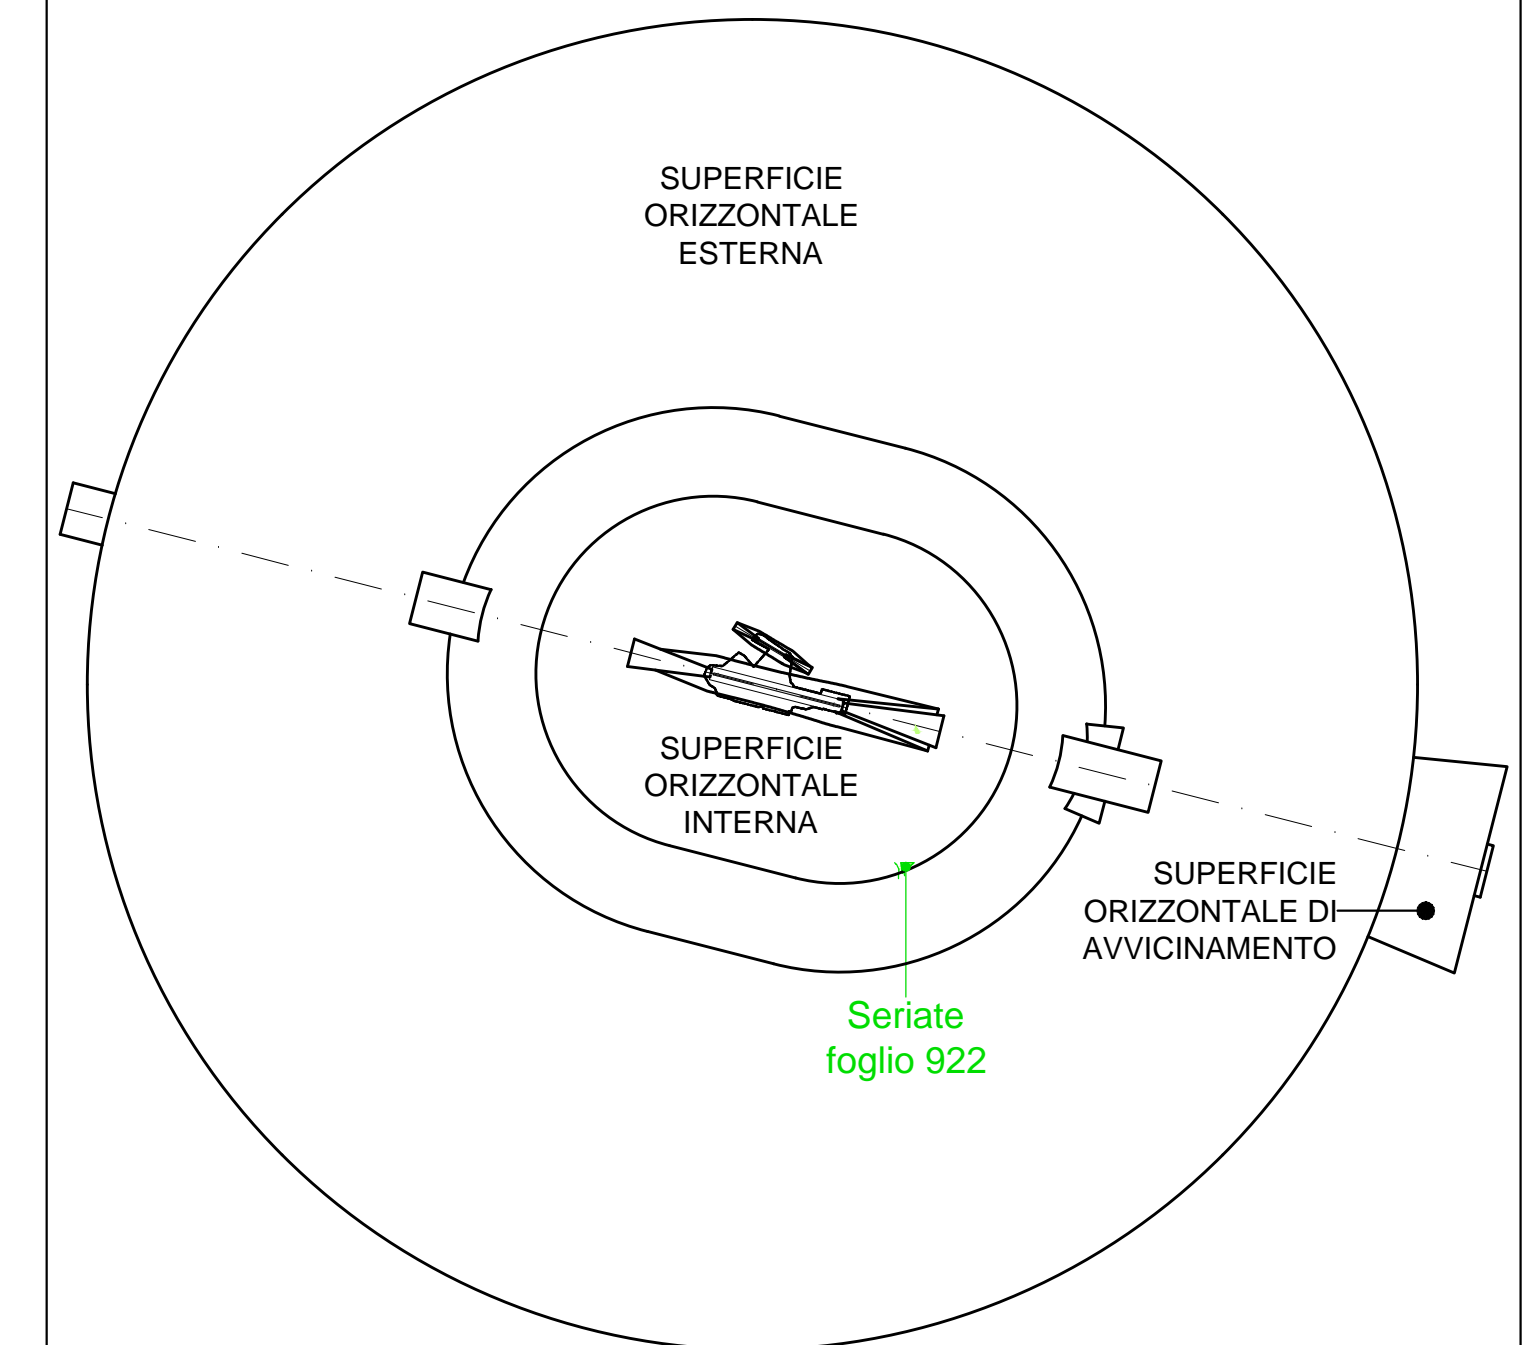 SUPERFICIE
ORIZZONTALE
ESTERNA
SUPERFICIE
ORIZZONTALE
INTERNA
SUPERFICIE
ORIZZONTALE DI
AVVICINAMENTO
Seriate
foglio 922